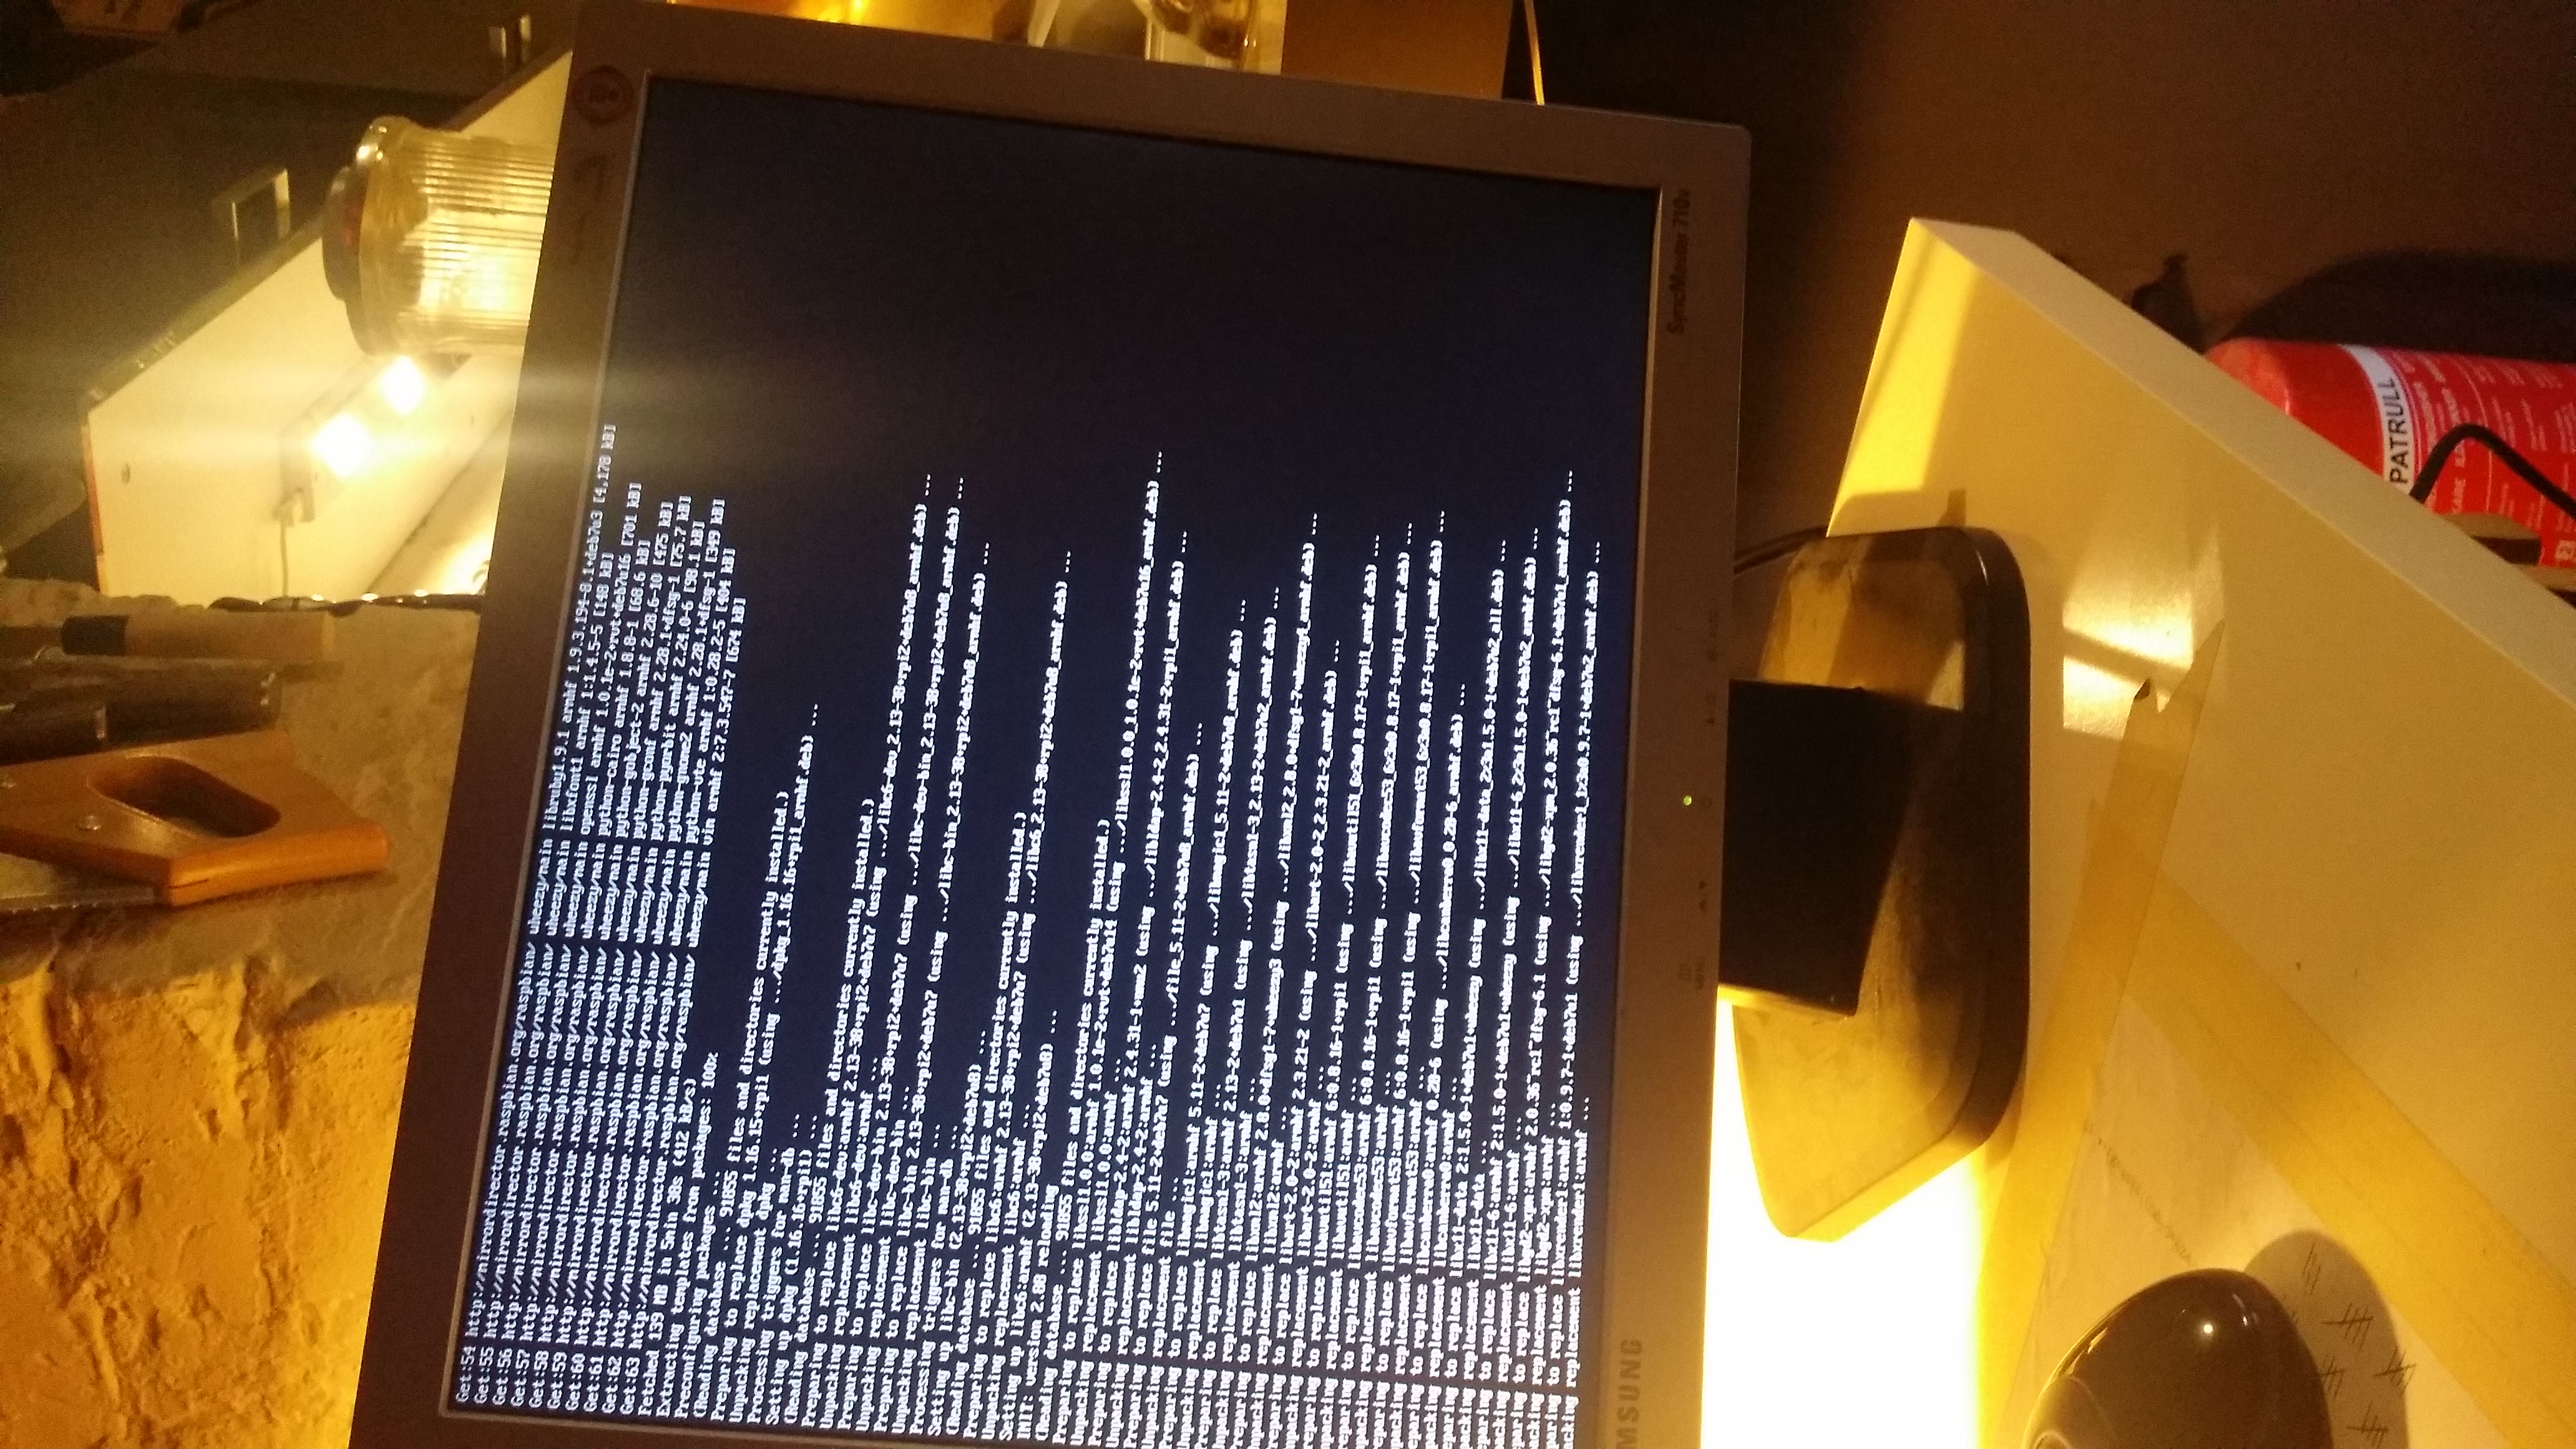 Get:54 http://mirrordirector.raspbian.org/raspbian/ wheezy/main libruby1.9.1 armhf 1.9.3.194-8.1+deb7u3 [4,178 kB]
Get:55 http://mirrordirector.raspbian.org/raspbian/ wheezy/main libxfont1 armhf 1:1.4.5-5 [148 kB]
Get:56 http://mirrordirector.raspbian.org/raspbian/ wheezy/main openssl armhf 1.0.1e-2+rvt+deb7u16 [701 kB]
Get:57 http://mirrordirector.raspbian.org/raspbian/ wheezy/main python-cairo armhf 1.8.8-1 [68.6 kB]
Get:58 http://mirrordirector.raspbian.org/raspbian/ wheezy/main python-gobject-2 armhf 2.28.6-10 [475 kB]
Get:59 http://mirrordirector.raspbian.org/raspbian/ wheezy/main python-gconf armhf 2.28.1+dfsg-1 [75.7 kB]
Get:60 http://mirrordirector.raspbian.org/raspbian/ wheezy/main python-pyorbit armhf 2.24.0-6 [98.1 kB]
Get:61 http://mirrordirector.raspbian.org/raspbian/ wheezy/main python-gnome2 armhf 2.28.1+dfsg-1 [349 kB]
Get:62 http://mirrordirector.raspbian.org/raspbian/ wheezy/main python-vte armhf 1:0.28.2-5 [404 kB]
Get:63 http://mirrordirector.raspbian.org/raspbian/ wheezy/main vim armhf 2:7.3.547-7 [674 kB]
Fetched 139 MB in 5min 38s (412 kB/s)
Extracting templates from packages: 100%
Preconfiguring packages ...
(Reading database ... 91855 files and directories currently installed.)
Preparing to replace dpkg 1.16.15+rpi1 (using .../dpkg_1.16.16+rpi1_armhf.deb) ...
Unpacking replacement dpkg ...
Processing triggers for man-db ...
Setting up dpkg (1.16.16+rpi1) ...
(Reading database ... 91855 files and directories currently installed.)
Preparing to replace libc6-dev:armhf 2.13-38+rpi2+deb7u7 (using .../libc6-dev_2.13-38+rpi2+deb7u8_armhf.deb) ...
Unpacking replacement libc6-dev:armhf ...
Preparing to replace libc-dev-bin 2.13-38+rpi2+deb7u7 (using .../libc-dev-bin_2.13-38+rpi2+deb7u8_armhf.deb) ...
Unpacking replacement libc-dev-bin ...
Preparing to replace libc-bin 2.13-38+rpi2+deb7u7 (using .../libc-bin_2.13-38+rpi2+deb7u8_armhf.deb) ...
Unpacking replacement libc-bin ...
Processing triggers for man-db ...
Setting up libc-bin (2.13-38+rpi2+deb7u8) ...
(Reading database ... 91855 files and directories currently installed.)
Preparing to replace libc6:armhf 2.13-38+rpi2+deb7u7 (using .../libc6_2.13-38+rpi2+deb7u8_armhf.deb) ...
Unpacking replacement libc6:armhf ...
Setting up libc6:armhf (2.13-38+rpi2+deb7u8) ...
INIT: version 2.88 reloading
(Reading database ... 91855 files and directories currently installed.)
Preparing to replace libssl1.0.0:armhf 1.0.1e-2+rvt+deb7u14 (using .../libssl1.0.0_1.0.1e-2+rvt+deb7u16_armhf.deb) ...
Unpacking replacement libssl1.0.0:armhf ...
Preparing to replace libldap-2.4-2:armhf 2.4.31-1+nmu2 (using .../libldap-2.4-2_2.4.31-2+rpi1_armhf.deb) ...
Unpacking replacement libldap-2.4-2:armhf ...
Preparing to replace file 5.11-2+deb7u7 (using .../file_5.11-2+deb7u8_armhf.deb) ...
Unpacking replacement file ...
Preparing to replace libmagic1:armhf 5.11-2+deb7u7 (using .../libmagic1_5.11-2+deb7u8_armhf.deb) ...
Unpacking replacement libmagic1:armhf ...
Preparing to replace libtasn1-3:armhf 2.13-2+deb7u1 (using .../libtasn1-3_2.13-2+deb7u2_armhf.deb) ...
Unpacking replacement libtasn1-3:armhf ...
Preparing to replace libxml2:armhf 2.8.0+dfsg1-7+wheezy3 (using .../libxml2_2.8.0+dfsg1-7+wheezy4_armhf.deb) ...
Unpacking replacement libxml2:armhf ...
Preparing to replace libart-2.0-2:armhf 2.3.21-2 (using .../libart-2.0-2_2.3.21-2_armhf.deb) ...
npacking replacement libart-2.0-2:armhf ...
reparing to replace libavutil51:armhf 6:0.8.16-1+rpi1 (using .../libavutil51_6%3a0.8.17-1+rpi1_armhf.deb) ...
npacking replacement libavutil51:armhf ...
reparing to replace libavcodec53:armhf 6:0.8.16-1+rpi1 (using .../libavcodec53_6%3a0.8.17-1+rpi1_armhf.deb) ...
npacking replacement libavcodec53:armhf ...
reparing to replace libavformat53:armhf 6:0.8.16-1+rpi1 (using .../libavformat53_6%3a0.8.17-1+rpi1_armhf.deb) ...
packing replacement libavformat53:armhf ...
eparing to replace libcanberra0:armhf 0.28-6 (using .../libcanberra0_0.28-6_armhf.deb) ...
packing replacement libcanberra0:armhf ...
eparing to replace libx11-data 2:1.5.0-1+deb7u1+wheezy (using .../libx11-data_2%3a1.5.0-1+deb7u2_all.deb) ...
packing replacement libx11-data ...
eparing to replace libx11-6:armhf 2:1.5.0-1+deb7u1+wheezy (using .../libx11-6_2%3a1.5.0-1+deb7u2_armhf.deb) ...
packing replacement libx11-6:armhf ...
eparing to replace libgd2-xpm:armhf 2.0.36~rc1~dfsg-6.1 (using .../libgd2-xpm_2.0.36~rc1~dfsg-6.1+deb7u1_armhf.deb) ...
acking replacement libgd2-xpm:armhf ...
paring to replace libxrender1:armhf 1:0.9.7-1+deb7u1 (using .../libxrender1_1%3a0.9.7-1+deb7u2_armhf.deb) ...
acking replacement libxrender1:armhf ...
MSUNG
SyncMaster 710v
MENU
PATRULL